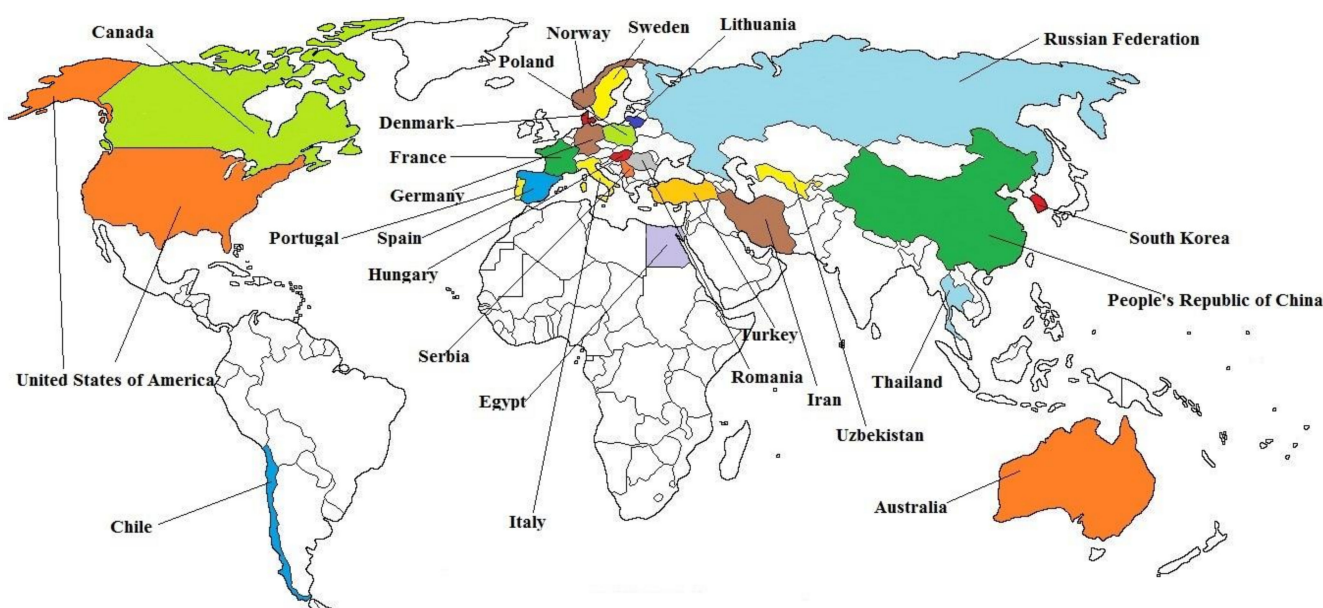 Canada
Norway
Sweden
Lithuania
Russian Federation
Poland
Denmark
France
Germany
Portugal
Spain
Hungary
South Korea
People's Republic of China
Serbia
Turkey
United States of America
Romania
Thailand
Egypt
Iran
Uzbekistan
Australia
Italy
Chile